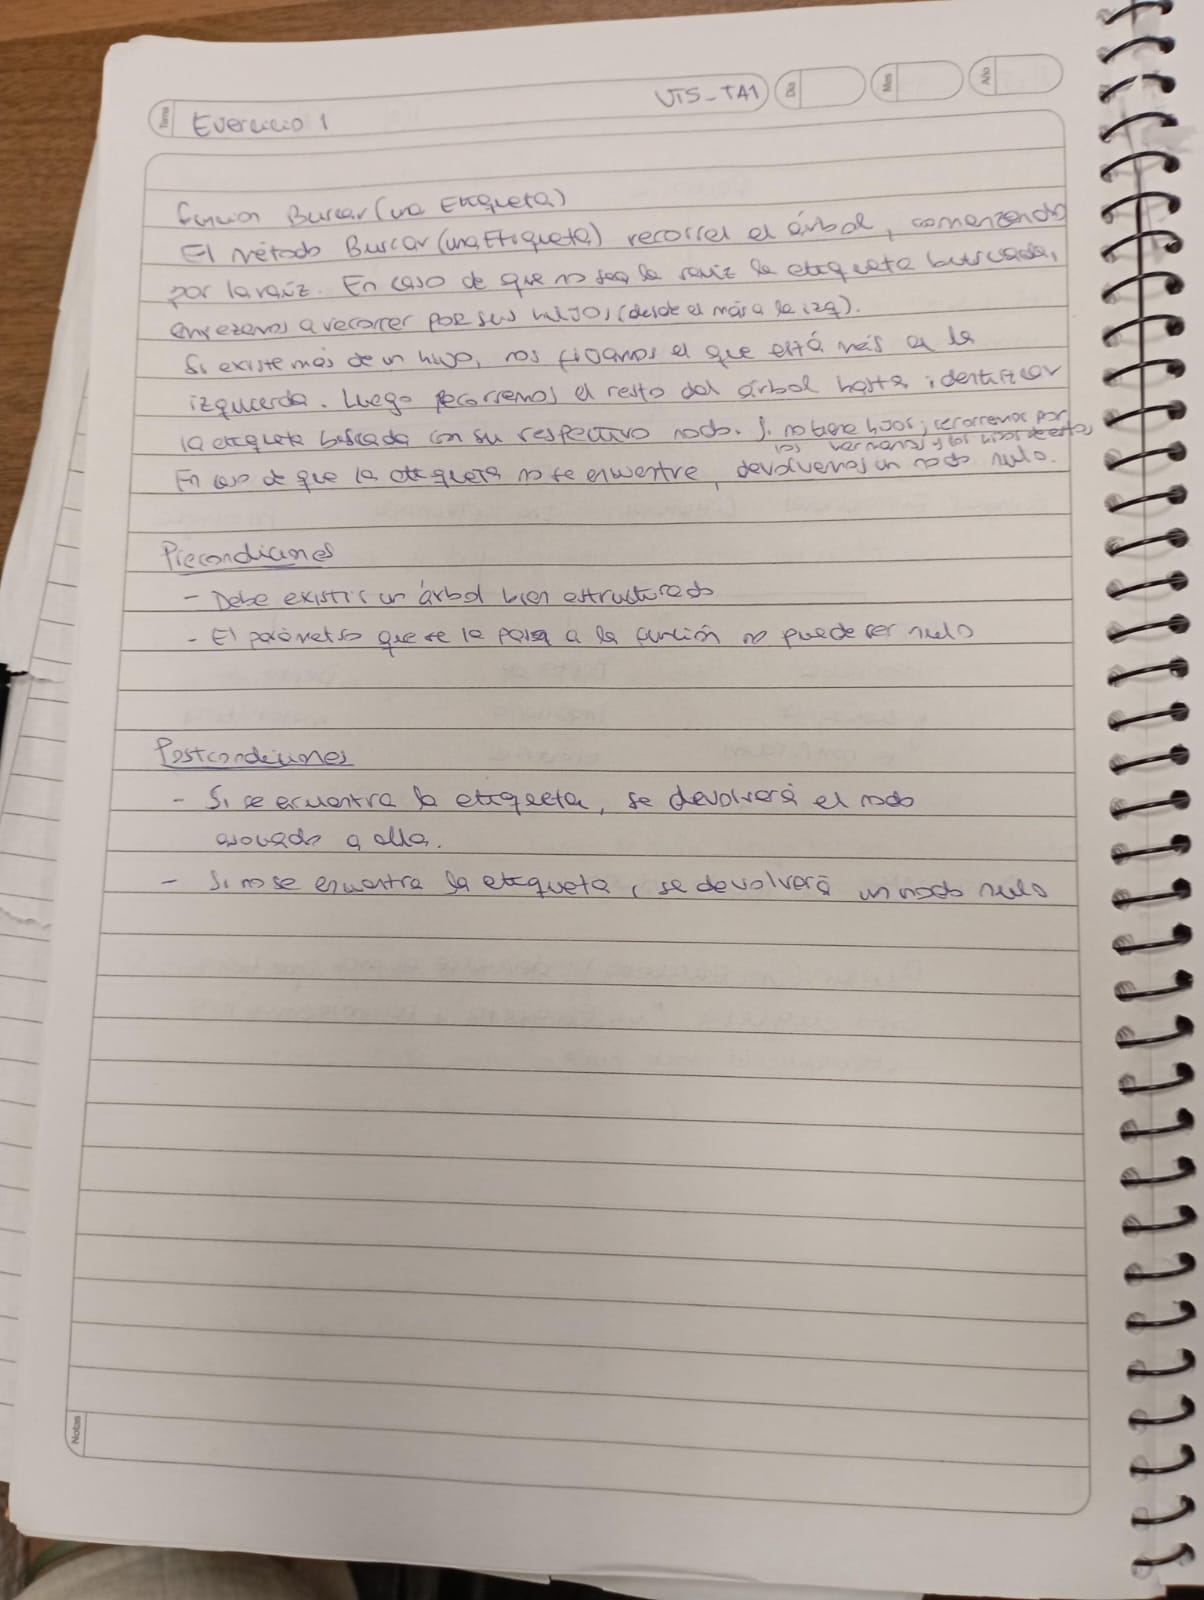 Tema Ejercicio 1 UT5-TA1 Día Mes Año
función Buscar(una Etiqueta)
El método Buscar(unaEtiqueta) recorrer el árbol, comenzando
por la raíz. En caso de que no sea la raíz la etiqueta buscada,
empezamos a recorrer por sus hijos (desde el más a la izq).
Si existe más de un hijo, nos fijamos el que está más a la
izquierda. Luego recorremos el resto del árbol hasta identificar
la etiqueta buscada con su respectivo nodo. Si no tiene hijos, recorremos por
los hermanos y los hijos de estos
En caso de que la etiqueta no se encuentre, devolvemos un nodo nulo.
Precondiciones
- Debe existir un árbol bien estructurado
- El parámetro que se le pasa a la función no puede ser nulo
Postcondiciones
- Si se encuentra la etiqueta, se devolverá el nodo
asociado a ella.
- Si no se encuentra la etiqueta, se devolverá un nodo nulo
Notas